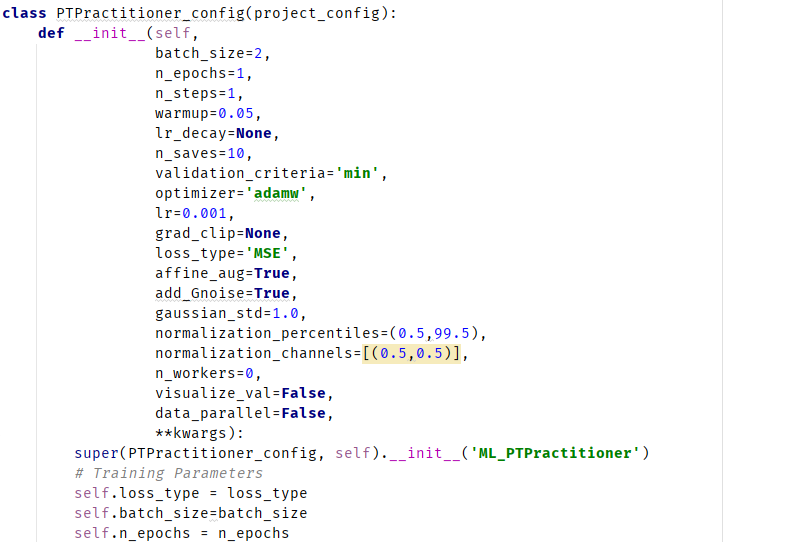 class PTPractitioner_config(project_config):
    def __init__(self,
                 batch_size=2,
                 n_epochs=1,
                 n_steps=1,
                 warmup=0.05,
                 lr_decay=None,
                 n_saves=10,
                 validation_criteria='min',
                 optimizer='adamw',
                 lr=0.001,
                 grad_clip=None,
                 loss_type='MSE',
                 affine_aug=True,
                 add_Gnoise=True,
                 gaussian_std=1.0,
                 normalization_percentiles=(0.5,99.5),
                 normalization_channels=[(0.5,0.5)],
                 n_workers=0,
                 visualize_val=False,
                 data_parallel=False,
                 **kwargs):
        super(PTPractitioner_config, self).__init__('ML_PTPractitioner')
        # Training Parameters
        self.loss_type = loss_type
        self.batch_size=batch_size
        self.n_epochs = n_epochs